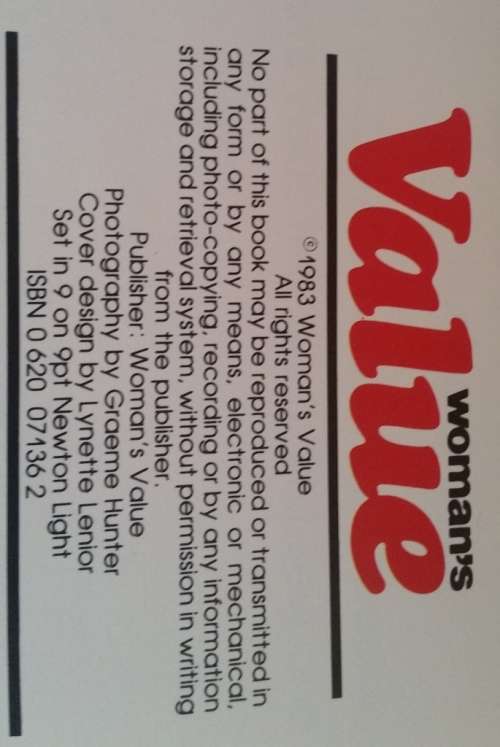 woman's
Value
©1983 Woman's Value
All rights reserved
No part of this book may be reproduced or transmitted in
any form or by any means, electronic or mechanical,
including photo-copying, recording or by any information
storage and retrieval system, without permission in writing
from the publisher.
Publisher: Woman's Value
Photography by Graeme Hunter
Cover design by Lynette Lenior
Set in 9 on 9pt Newton Light
ISBN 0 620 07136 2